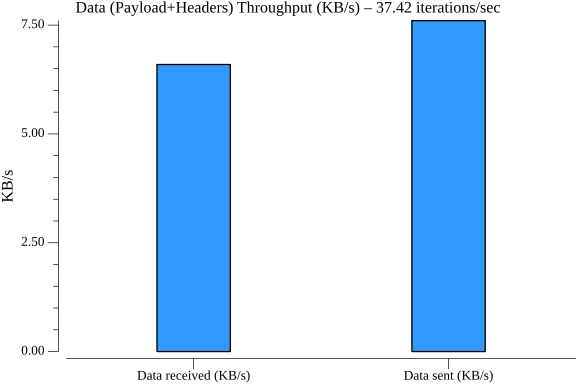 Data (Payload+Headers) Throughput (KB/s) – 37.42 iterations/sec
7.50
5.00
2.50
0.00
KB/s
Data received (KB/s)
Data sent (KB/s)